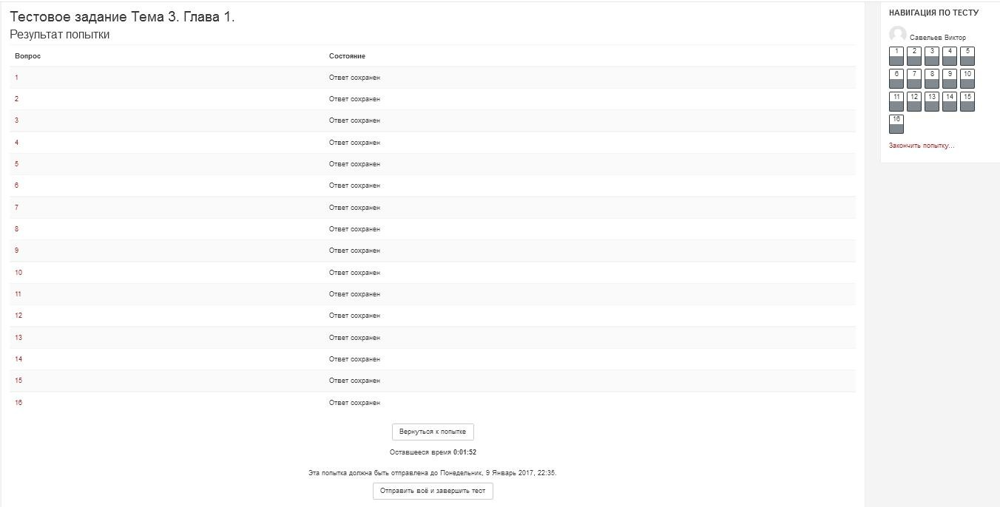 Тестовое задание Тема 3. Глава 1.
Результат попытки
Вопрос Состояние
1 Ответ сохранен
2 Ответ сохранен
3 Ответ сохранен
4 Ответ сохранен
5 Ответ сохранен
6 Ответ сохранен
7 Ответ сохранен
8 Ответ сохранен
9 Ответ сохранен
10 Ответ сохранен
11 Ответ сохранен
12 Ответ сохранен
13 Ответ сохранен
14 Ответ сохранен
15 Ответ сохранен
16 Ответ сохранен
Вернуться к попытке
Оставшееся время 0:01:52
Эта попытка должна быть отправлена до Понедельник, 9 Январь 2017, 22:35.
Отправить всё и завершить тест
НАВИГАЦИЯ ПО ТЕСТУ
Савельев Виктор
1 2 3 4 5
6 7 8 9 10
11 12 13 14 15
16
Закончить попытку...